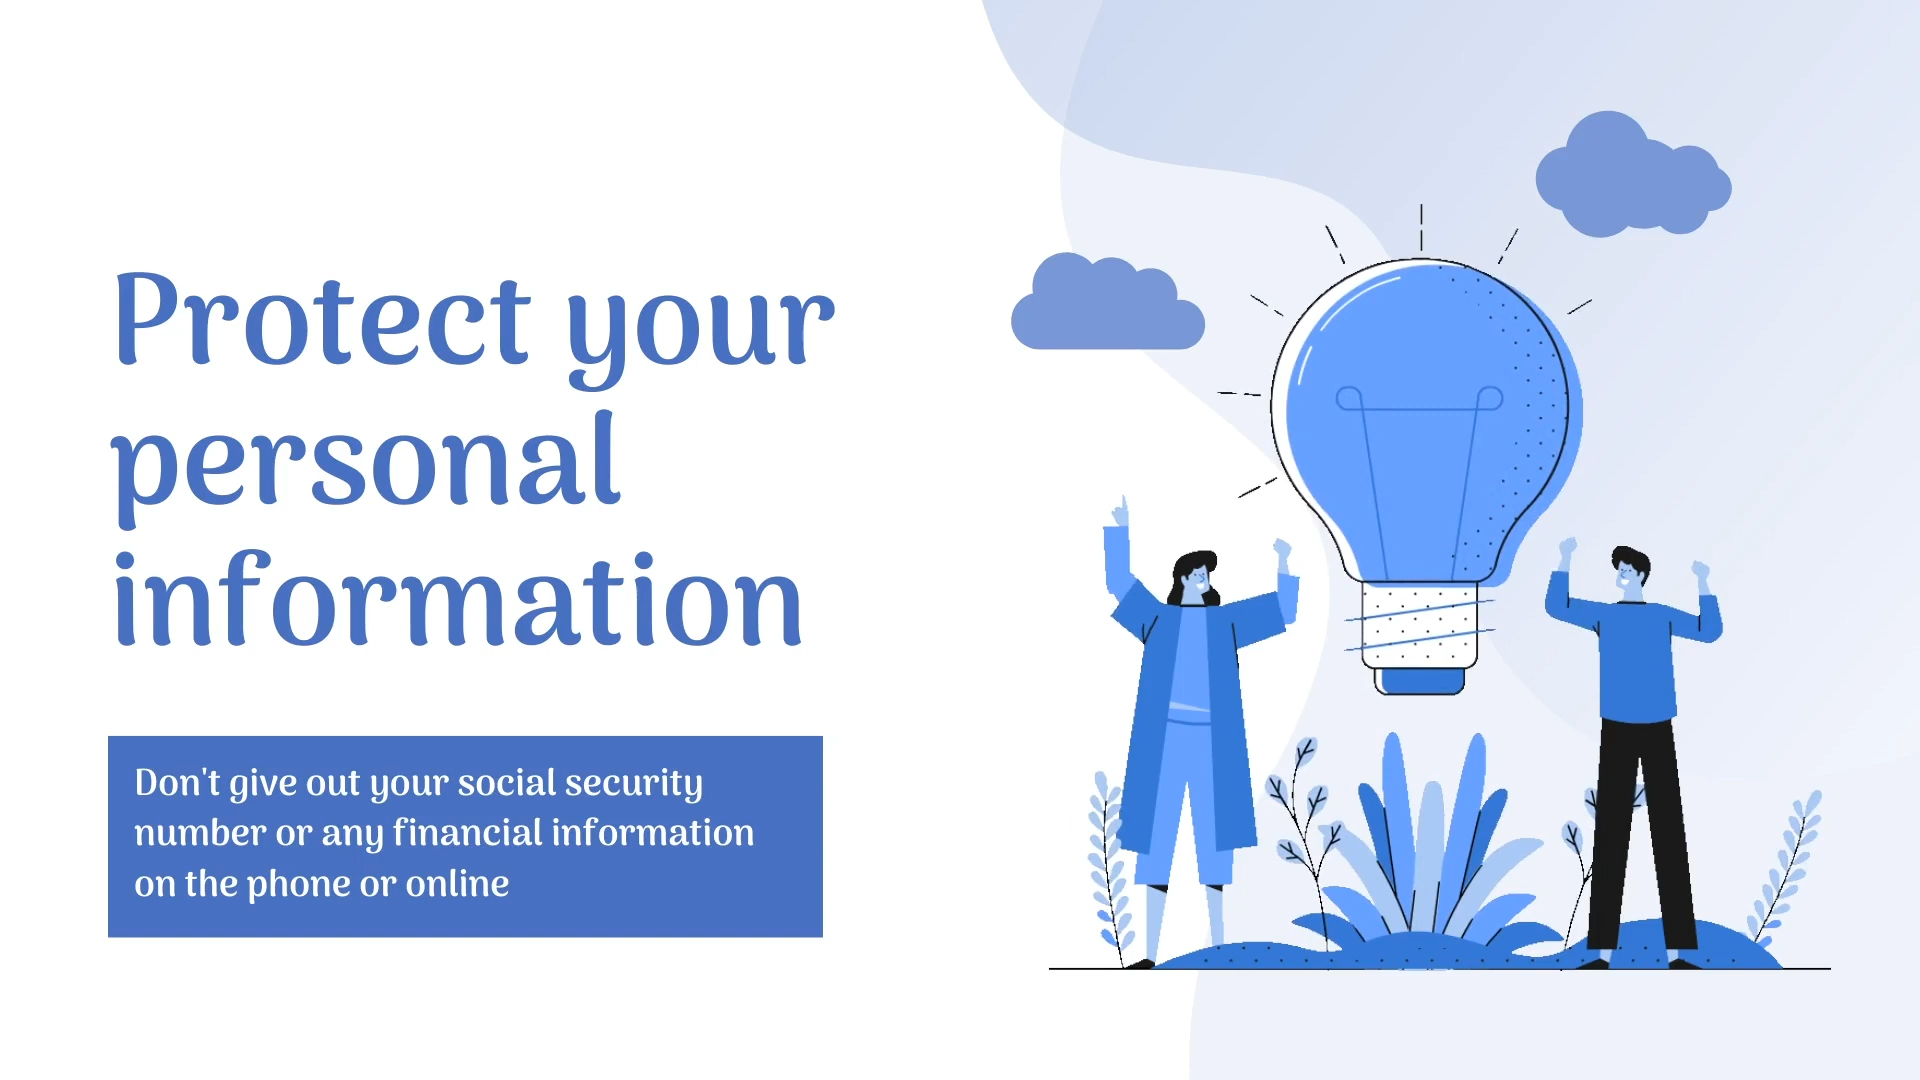 Protect your
personal
information
Don't give out your social security
number or any financial information
on the phone or online